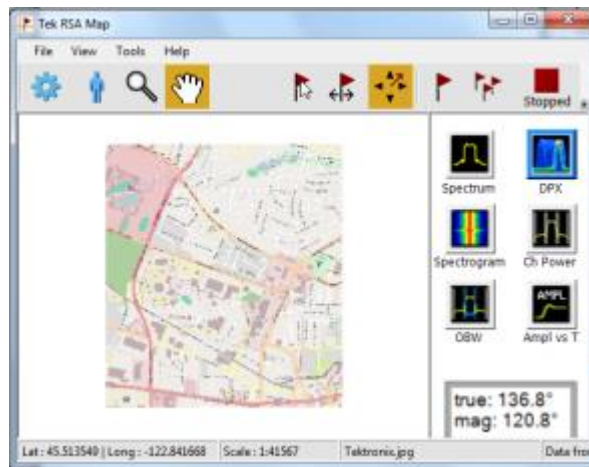 Tek RSA Map
File View Tools Help
Stopped
Spectrum DPX
Spectrogram Ch Power
AMPL
OBW Ampl vs T
true: 136.8°
mag: 120.8°
Lat : 45.513549 | Long : -122.841668 Scale : 1:41567 Tektronix.jpg Data